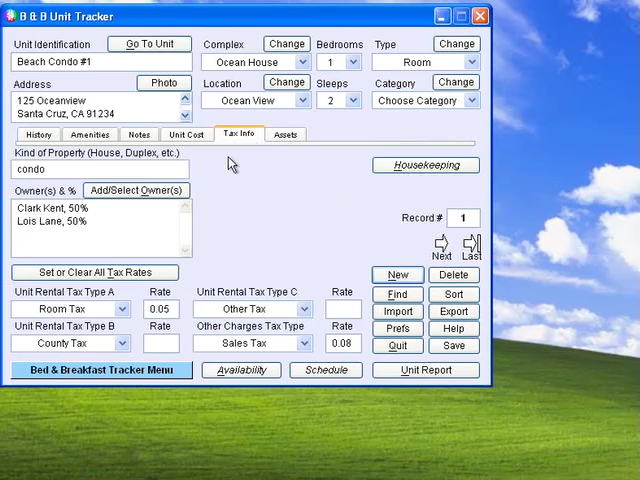 B & B Unit Tracker
Unit Identification Go To Unit Complex Change Bedrooms Type Change
Beach Condo #1 Ocean House 1 Room
Address Photo Location Change Sleeps Category Change
125 Oceanview Ocean View 2 Choose Category
Santa Cruz, CA 91234
History Amenities Notes Unit Cost Tax Info Assets
Kind of Property (House, Duplex, etc.)
condo Housekeeping
Owner(s) & % Add/Select Owner(s)
Clark Kent, 50%
Lois Lane, 50% Record # 1
Next Last
Set or Clear All Tax Rates New Delete
Unit Rental Tax Type A Rate Unit Rental Tax Type C Rate Find Sort
Room Tax 0.05 Other Tax Import Export
Unit Rental Tax Type B Rate Other Charges Tax Type Rate Prefs Help
County Tax Sales Tax 0.08 Quit Save
Bed & Breakfast Tracker Menu Availability Schedule Unit Report